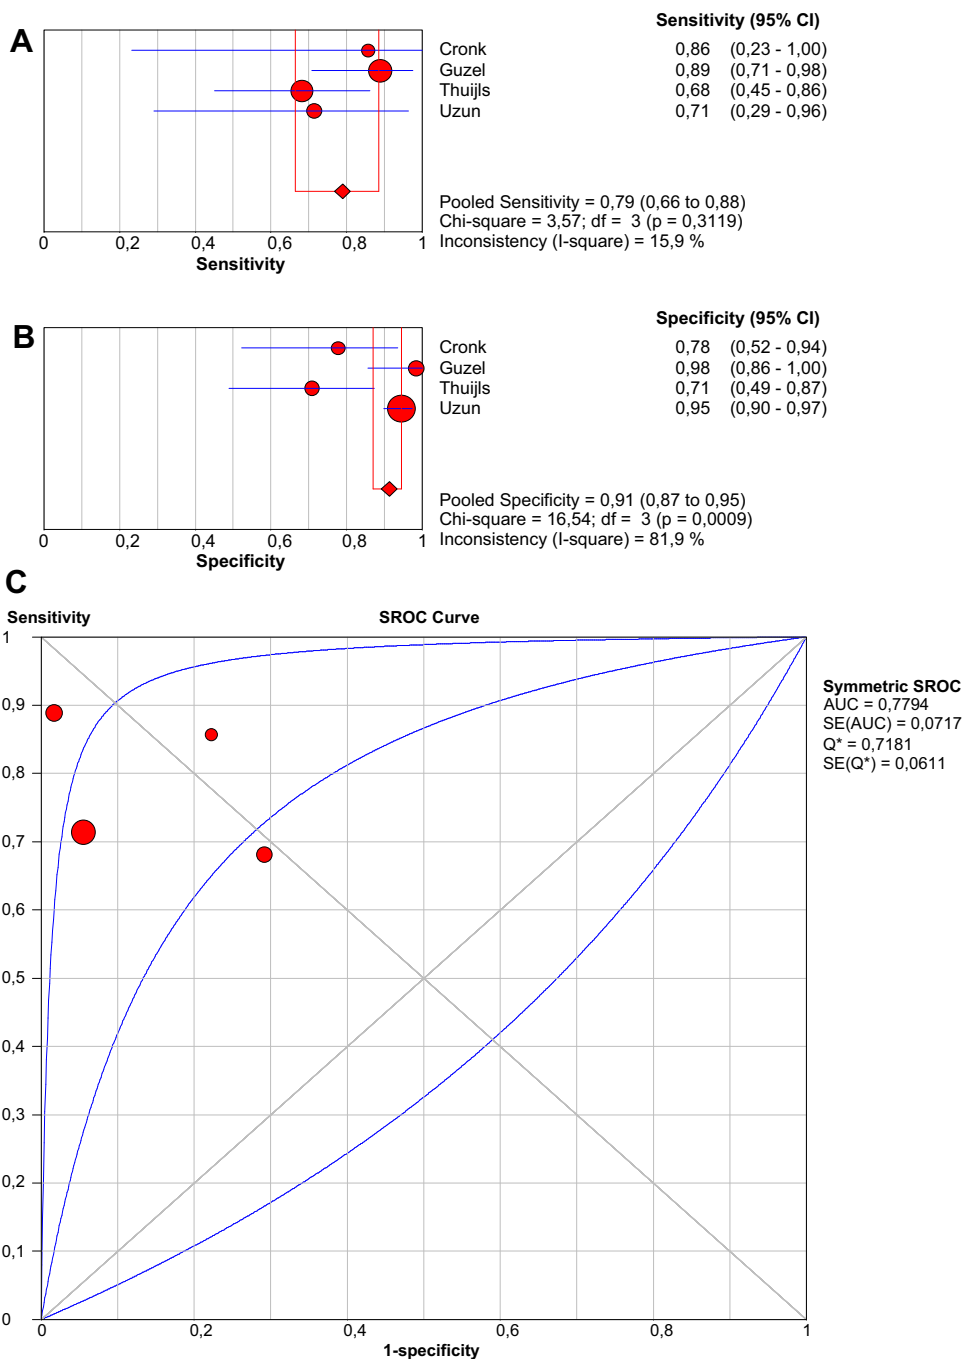 A
Sensitivity (95% CI)
Cronk 0,86 (0,23 - 1,00)
Guzel 0,89 (0,71 - 0,98)
Thuijls 0,68 (0,45 - 0,86)
Uzun 0,71 (0,29 - 0,96)
Pooled Sensitivity = 0,79 (0,66 to 0,88)
Chi-square = 3,57; df = 3 (p = 0,3119)
Inconsistency (I-square) = 15,9 %
0 0,2 0,4 0,6 0,8 1
Sensitivity
B
Specificity (95% CI)
Cronk 0,78 (0,52 - 0,94)
Guzel 0,98 (0,86 - 1,00)
Thuijls 0,71 (0,49 - 0,87)
Uzun 0,95 (0,90 - 0,97)
Pooled Specificity = 0,91 (0,87 to 0,95)
Chi-square = 16,54; df = 3 (p = 0,0009)
Inconsistency (I-square) = 81,9 %
0 0,2 0,4 0,6 0,8 1
Specificity
C
Sensitivity
SROC Curve
1
0,9
0,8
0,7
0,6
0,5
0,4
0,3
0,2
0,1
0
0 0,2 0,4 0,6 0,8 1
1-specificity
Symmetric SROC
AUC = 0,7794
SE(AUC) = 0,0717
Q* = 0,7181
SE(Q*) = 0,0611